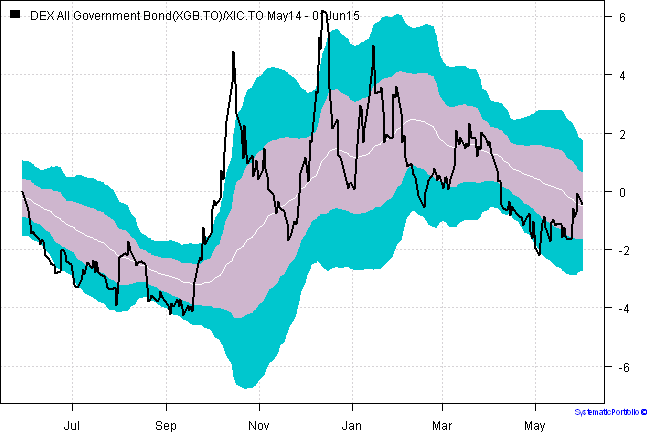 DEX All Government Bond(XGB.TO)/XIC.TO May14 - 01Jun15
6
4
2
0
-2
-4
-6
Jul Sep Nov Jan Mar May
SystematicPortfolio ©